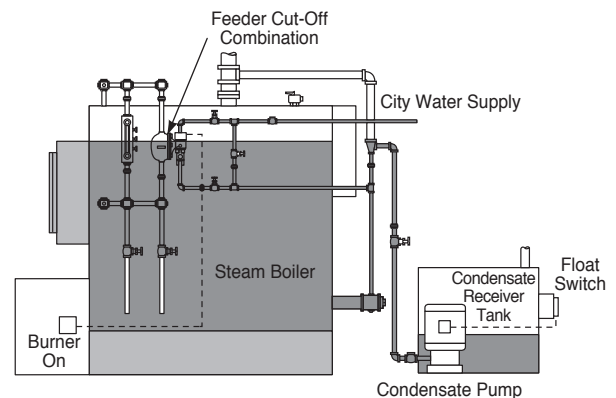 Feeder Cut-Off
Combination
City Water Supply
Steam Boiler
Condensate
Receiver
Tank
Float
Switch
Burner
On
Condensate Pump